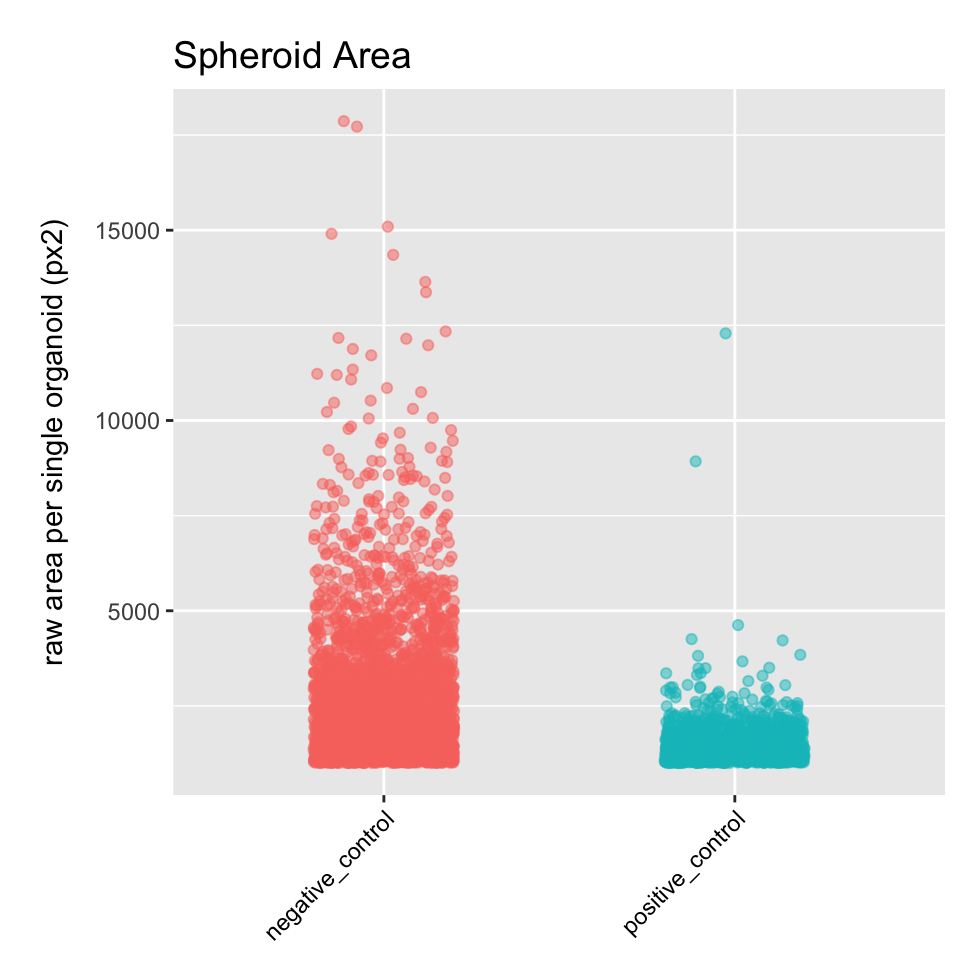 Spheroid Area
raw area per single organoid (px2)
15000
10000
5000
negative_control
positive_control